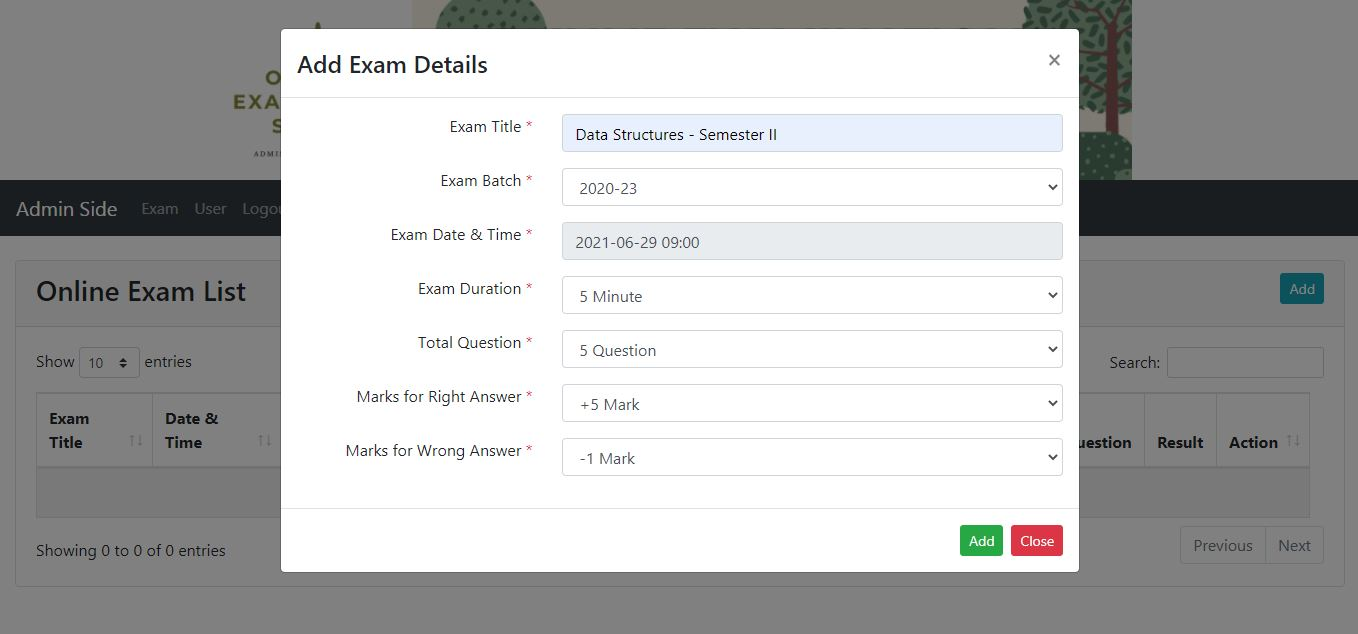 Add Exam Details ×
Exam Title * Data Structures - Semester II
Exam Batch * 2020-23
Exam Date & Time * 2021-06-29 09:00
Exam Duration * 5 Minute
Total Question * 5 Question
Marks for Right Answer * +5 Mark
Marks for Wrong Answer * -1 Mark
Add Close
Admin Side Exam User
Online Exam List Add
Show 10 entries Search:
Exam Title Date & Time Result Action
Showing 0 to 0 of 0 entries Previous Next